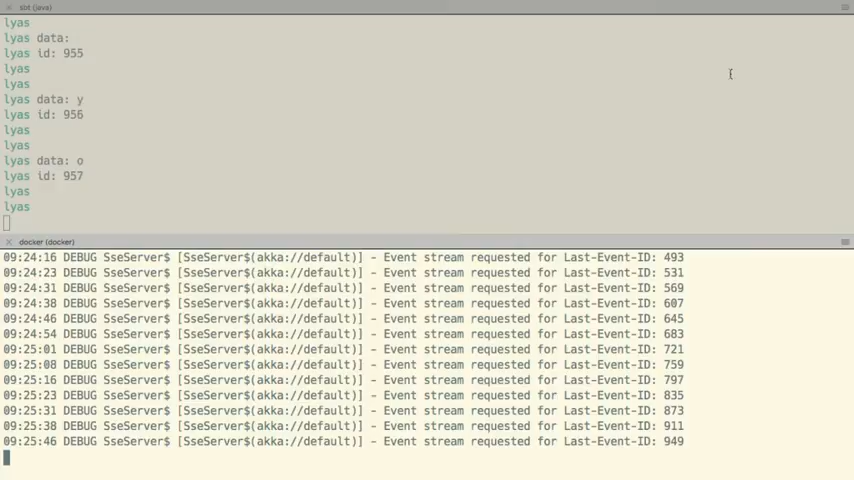 sbt (java)
lyas
lyas data:
lyas id: 955
lyas
lyas
lyas data: y
lyas id: 956
lyas
lyas
lyas data: o
lyas id: 957
lyas
lyas
docker (docker)
09:24:16 DEBUG SseServer$ [SseServer$(akka://default)] - Event stream requested for Last-Event-ID: 493
09:24:23 DEBUG SseServer$ [SseServer$(akka://default)] - Event stream requested for Last-Event-ID: 531
09:24:31 DEBUG SseServer$ [SseServer$(akka://default)] - Event stream requested for Last-Event-ID: 569
09:24:38 DEBUG SseServer$ [SseServer$(akka://default)] - Event stream requested for Last-Event-ID: 607
09:24:46 DEBUG SseServer$ [SseServer$(akka://default)] - Event stream requested for Last-Event-ID: 645
09:24:54 DEBUG SseServer$ [SseServer$(akka://default)] - Event stream requested for Last-Event-ID: 683
09:25:01 DEBUG SseServer$ [SseServer$(akka://default)] - Event stream requested for Last-Event-ID: 721
09:25:08 DEBUG SseServer$ [SseServer$(akka://default)] - Event stream requested for Last-Event-ID: 759
09:25:16 DEBUG SseServer$ [SseServer$(akka://default)] - Event stream requested for Last-Event-ID: 797
09:25:23 DEBUG SseServer$ [SseServer$(akka://default)] - Event stream requested for Last-Event-ID: 835
09:25:31 DEBUG SseServer$ [SseServer$(akka://default)] - Event stream requested for Last-Event-ID: 873
09:25:38 DEBUG SseServer$ [SseServer$(akka://default)] - Event stream requested for Last-Event-ID: 911
09:25:46 DEBUG SseServer$ [SseServer$(akka://default)] - Event stream requested for Last-Event-ID: 949